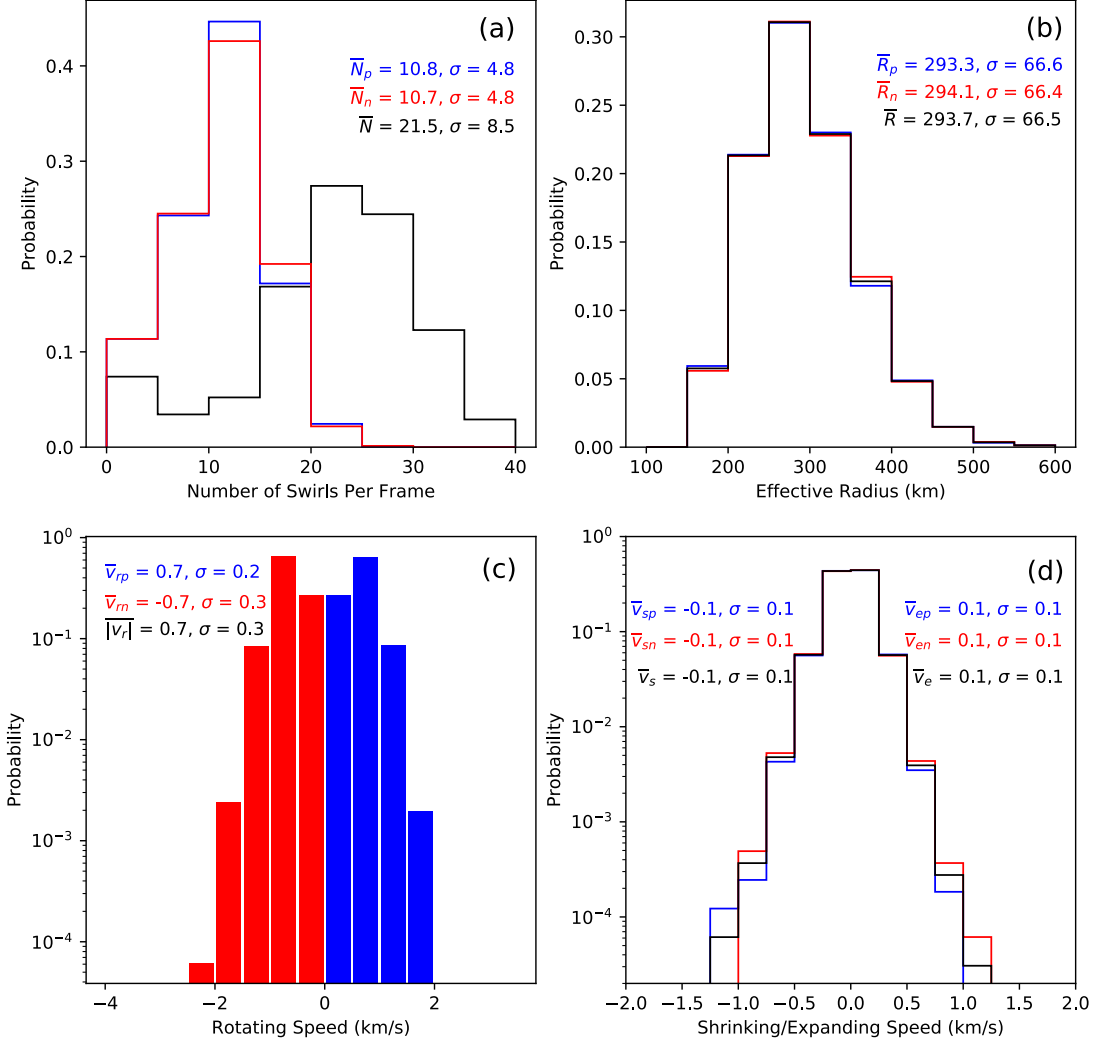 (a)
N̅p = 10.8, σ = 4.8
N̅n = 10.7, σ = 4.8
N̅ = 21.5, σ = 8.5
Probability
0.4
0.3
0.2
0.1
0.0
0 10 20 30 40
Number of Swirls Per Frame
(b)
R̅p = 293.3, σ = 66.6
R̅n = 294.1, σ = 66.4
R̅ = 293.7, σ = 66.5
Probability
0.30
0.25
0.20
0.15
0.10
0.05
0.00
100 200 300 400 500 600
Effective Radius (km)
(c)
v̅rp = 0.7, σ = 0.2
v̅rn = -0.7, σ = 0.3
|v̅r| = 0.7, σ = 0.3
Probability
10⁰
10⁻¹
10⁻²
10⁻³
10⁻⁴
−4 −2 0 2
Rotating Speed (km/s)
(d)
v̅sp = -0.1, σ = 0.1
v̅sn = -0.1, σ = 0.1
v̅s = -0.1, σ = 0.1
v̅ep = 0.1, σ = 0.1
v̅en = 0.1, σ = 0.1
v̅e = 0.1, σ = 0.1
Probability
10⁰
10⁻¹
10⁻²
10⁻³
10⁻⁴
−2.0 −1.5 −1.0 −0.5 0.0 0.5 1.0 1.5 2.0
Shrinking/Expanding Speed (km/s)